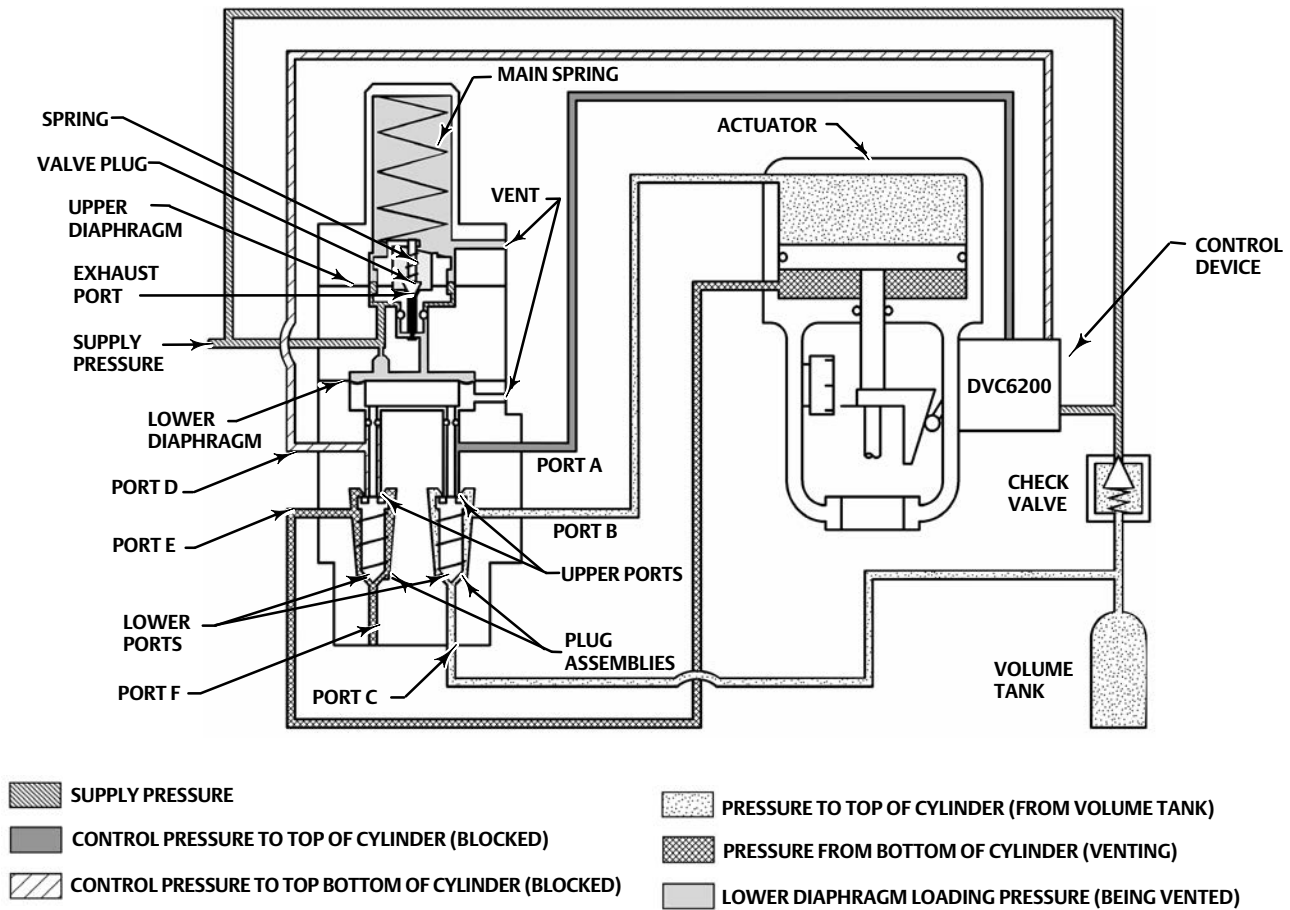 MAIN SPRING
SPRING
ACTUATOR
VALVE PLUG
VENT
UPPER
DIAPHRAGM
CONTROL
DEVICE
EXHAUST
PORT
SUPPLY
PRESSURE
DVC6200
LOWER
DIAPHRAGM
PORT A
CHECK
VALVE
PORT D
PORT B
PORT E
UPPER PORTS
LOWER
PORTS
PLUG
ASSEMBLIES
VOLUME
TANK
PORT F
PORT C
SUPPLY PRESSURE
CONTROL PRESSURE TO TOP OF CYLINDER (BLOCKED)
CONTROL PRESSURE TO TOP BOTTOM OF CYLINDER (BLOCKED)
PRESSURE TO TOP OF CYLINDER (FROM VOLUME TANK)
PRESSURE FROM BOTTOM OF CYLINDER (VENTING)
LOWER DIAPHRAGM LOADING PRESSURE (BEING VENTED)